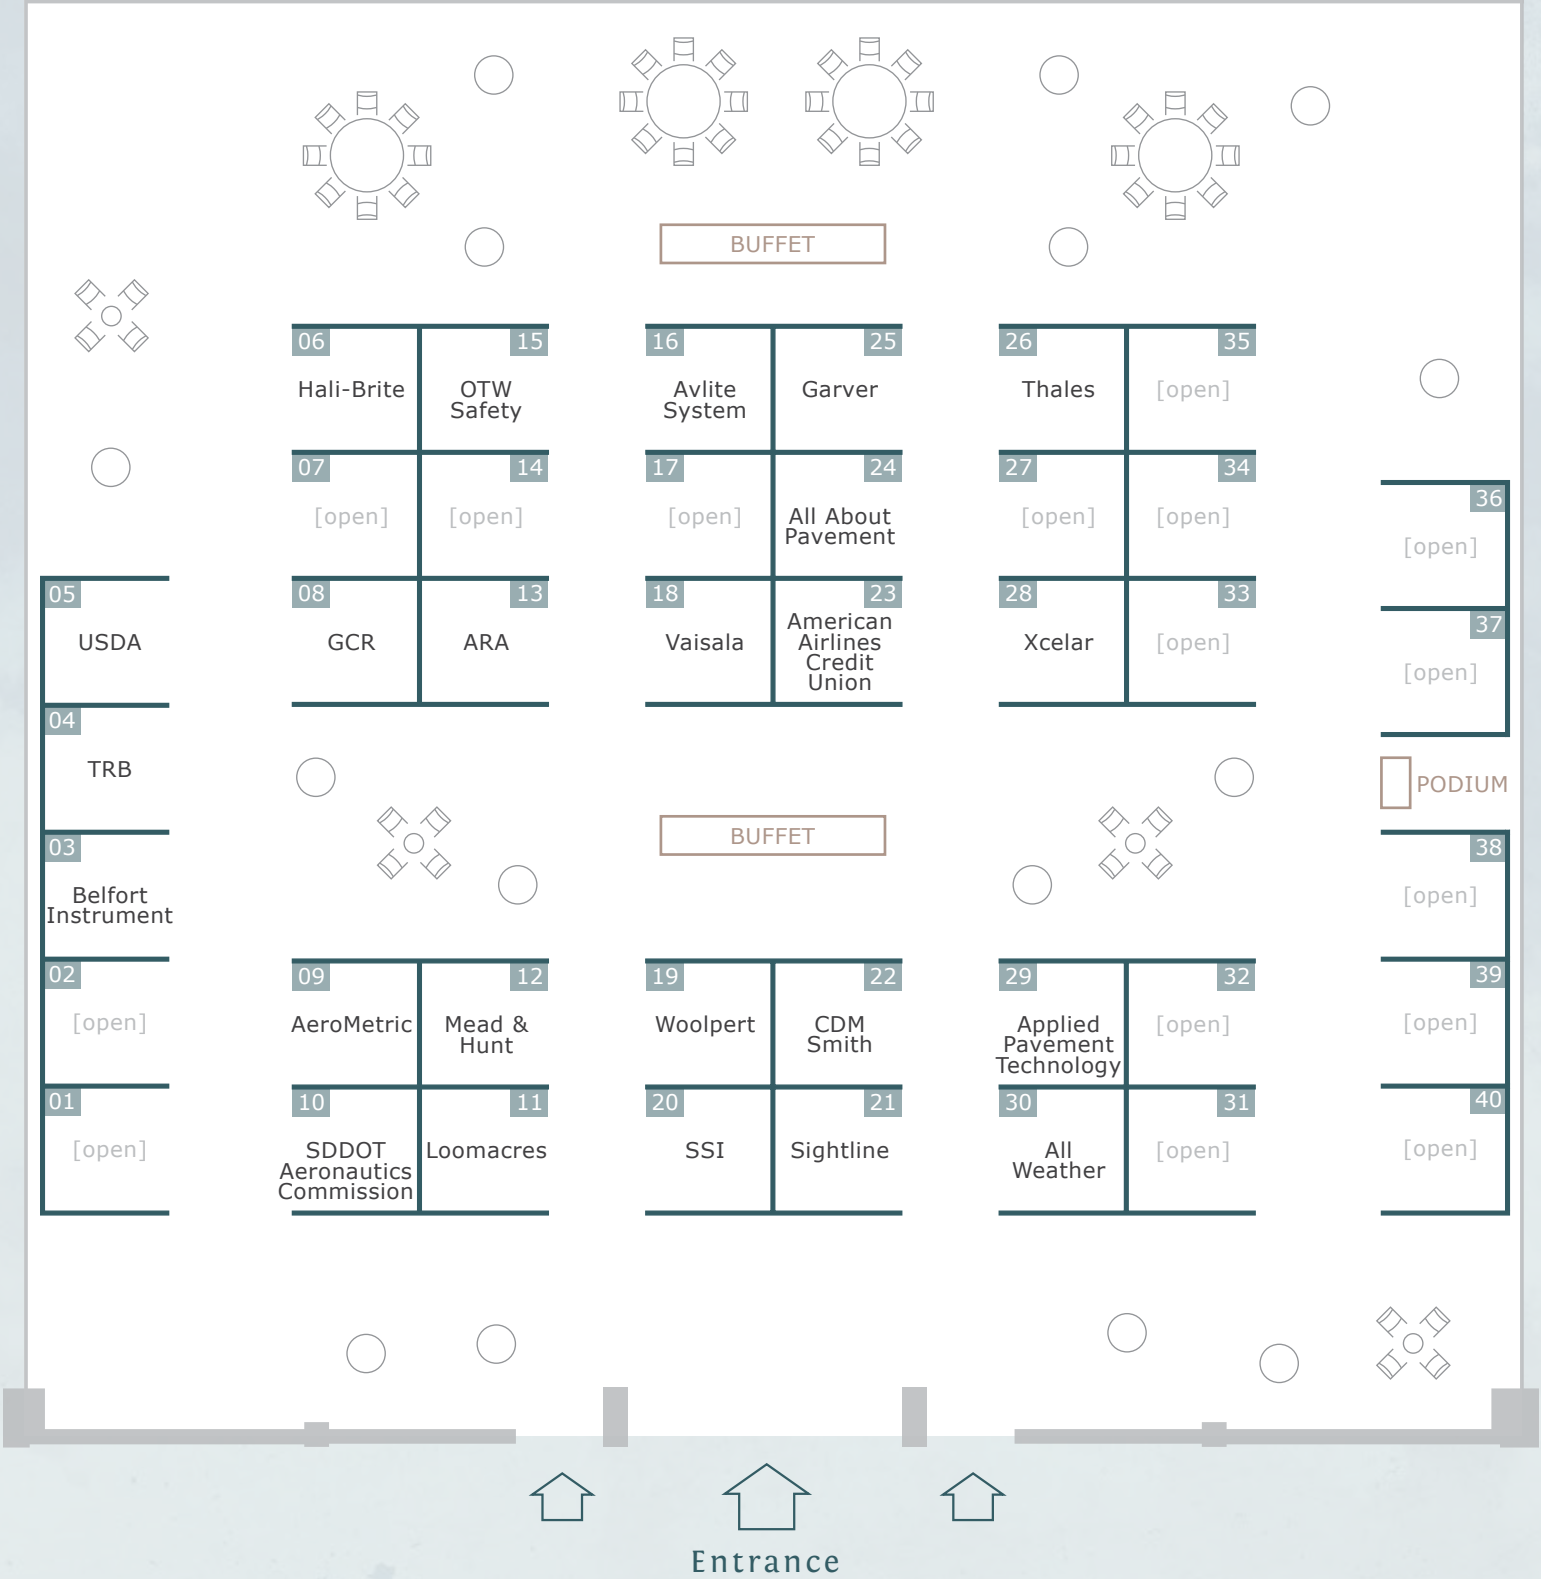 BUFFET
06
Hali-Brite
15
OTW
Safety
16
Avlite
System
25
Garver
26
Thales
35
[open]
07
[open]
14
[open]
17
[open]
24
All About
Pavement
27
[open]
34
[open]
36
[open]
05
USDA
08
GCR
13
ARA
18
Vaisala
23
American
Airlines
Credit
Union
28
Xcelar
33
[open]
37
[open]
04
TRB
PODIUM
03
Belfort
Instrument
BUFFET
38
[open]
02
[open]
09
AeroMetric
12
Mead &
Hunt
19
Woolpert
22
CDM
Smith
29
Applied
Pavement
Technology
32
[open]
39
[open]
01
[open]
10
SDDOT
Aeronautics
Commission
11
Loomacres
20
SSI
21
Sightline
30
All
Weather
31
[open]
40
[open]
Entrance